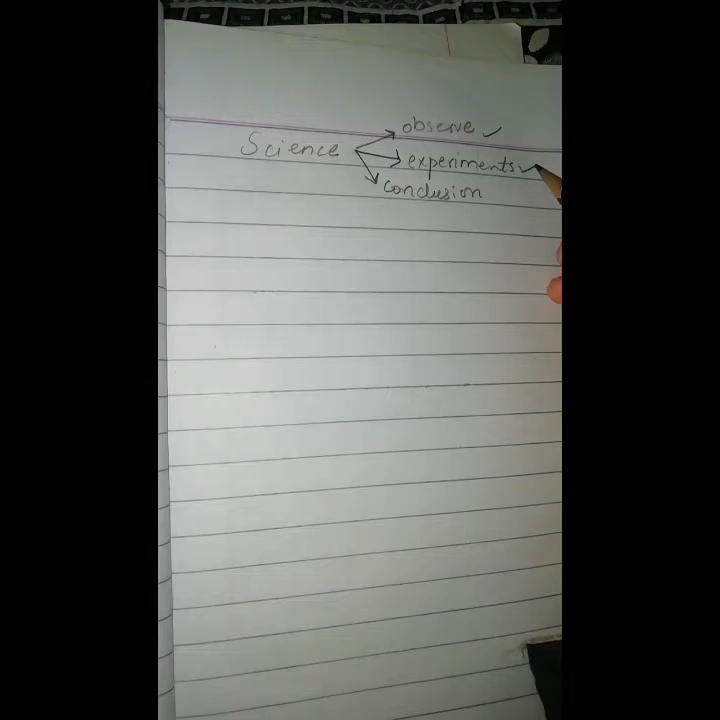 observe ✓
Science experiments ✓
conclusion